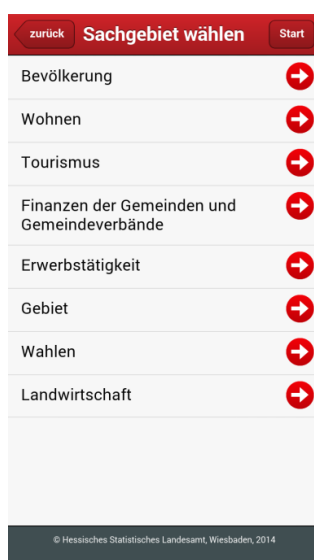 zurück Sachgebiet wählen Start
Bevölkerung
Wohnen
Tourismus
Finanzen der Gemeinden und
Gemeindeverbände
Erwerbstätigkeit
Gebiet
Wahlen
Landwirtschaft
© Hessisches Statistisches Landesamt, Wiesbaden, 2014